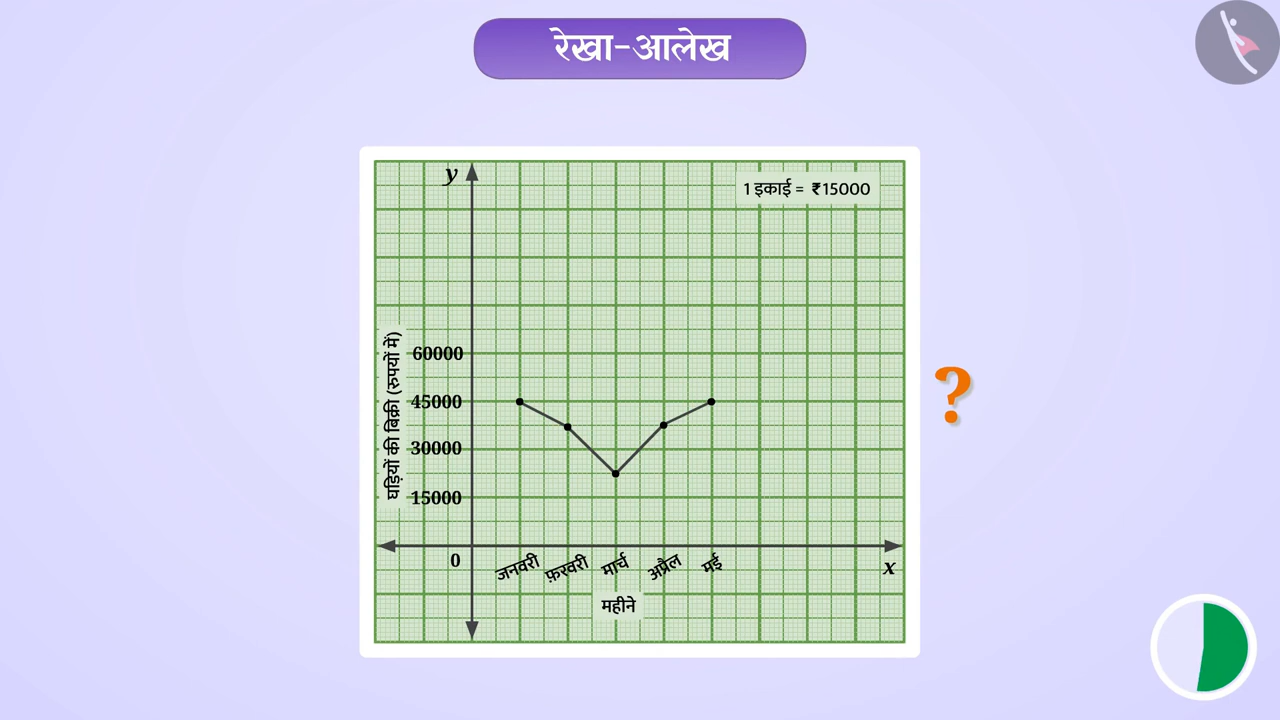 रेखा-आलेख
y
1 इकाई = ₹15000
घड़ियों की बिक्री (रुपयों में)
60000
45000
30000
15000
0
जनवरी
फ़रवरी
मार्च
अप्रैल
मई
x
महीने
?